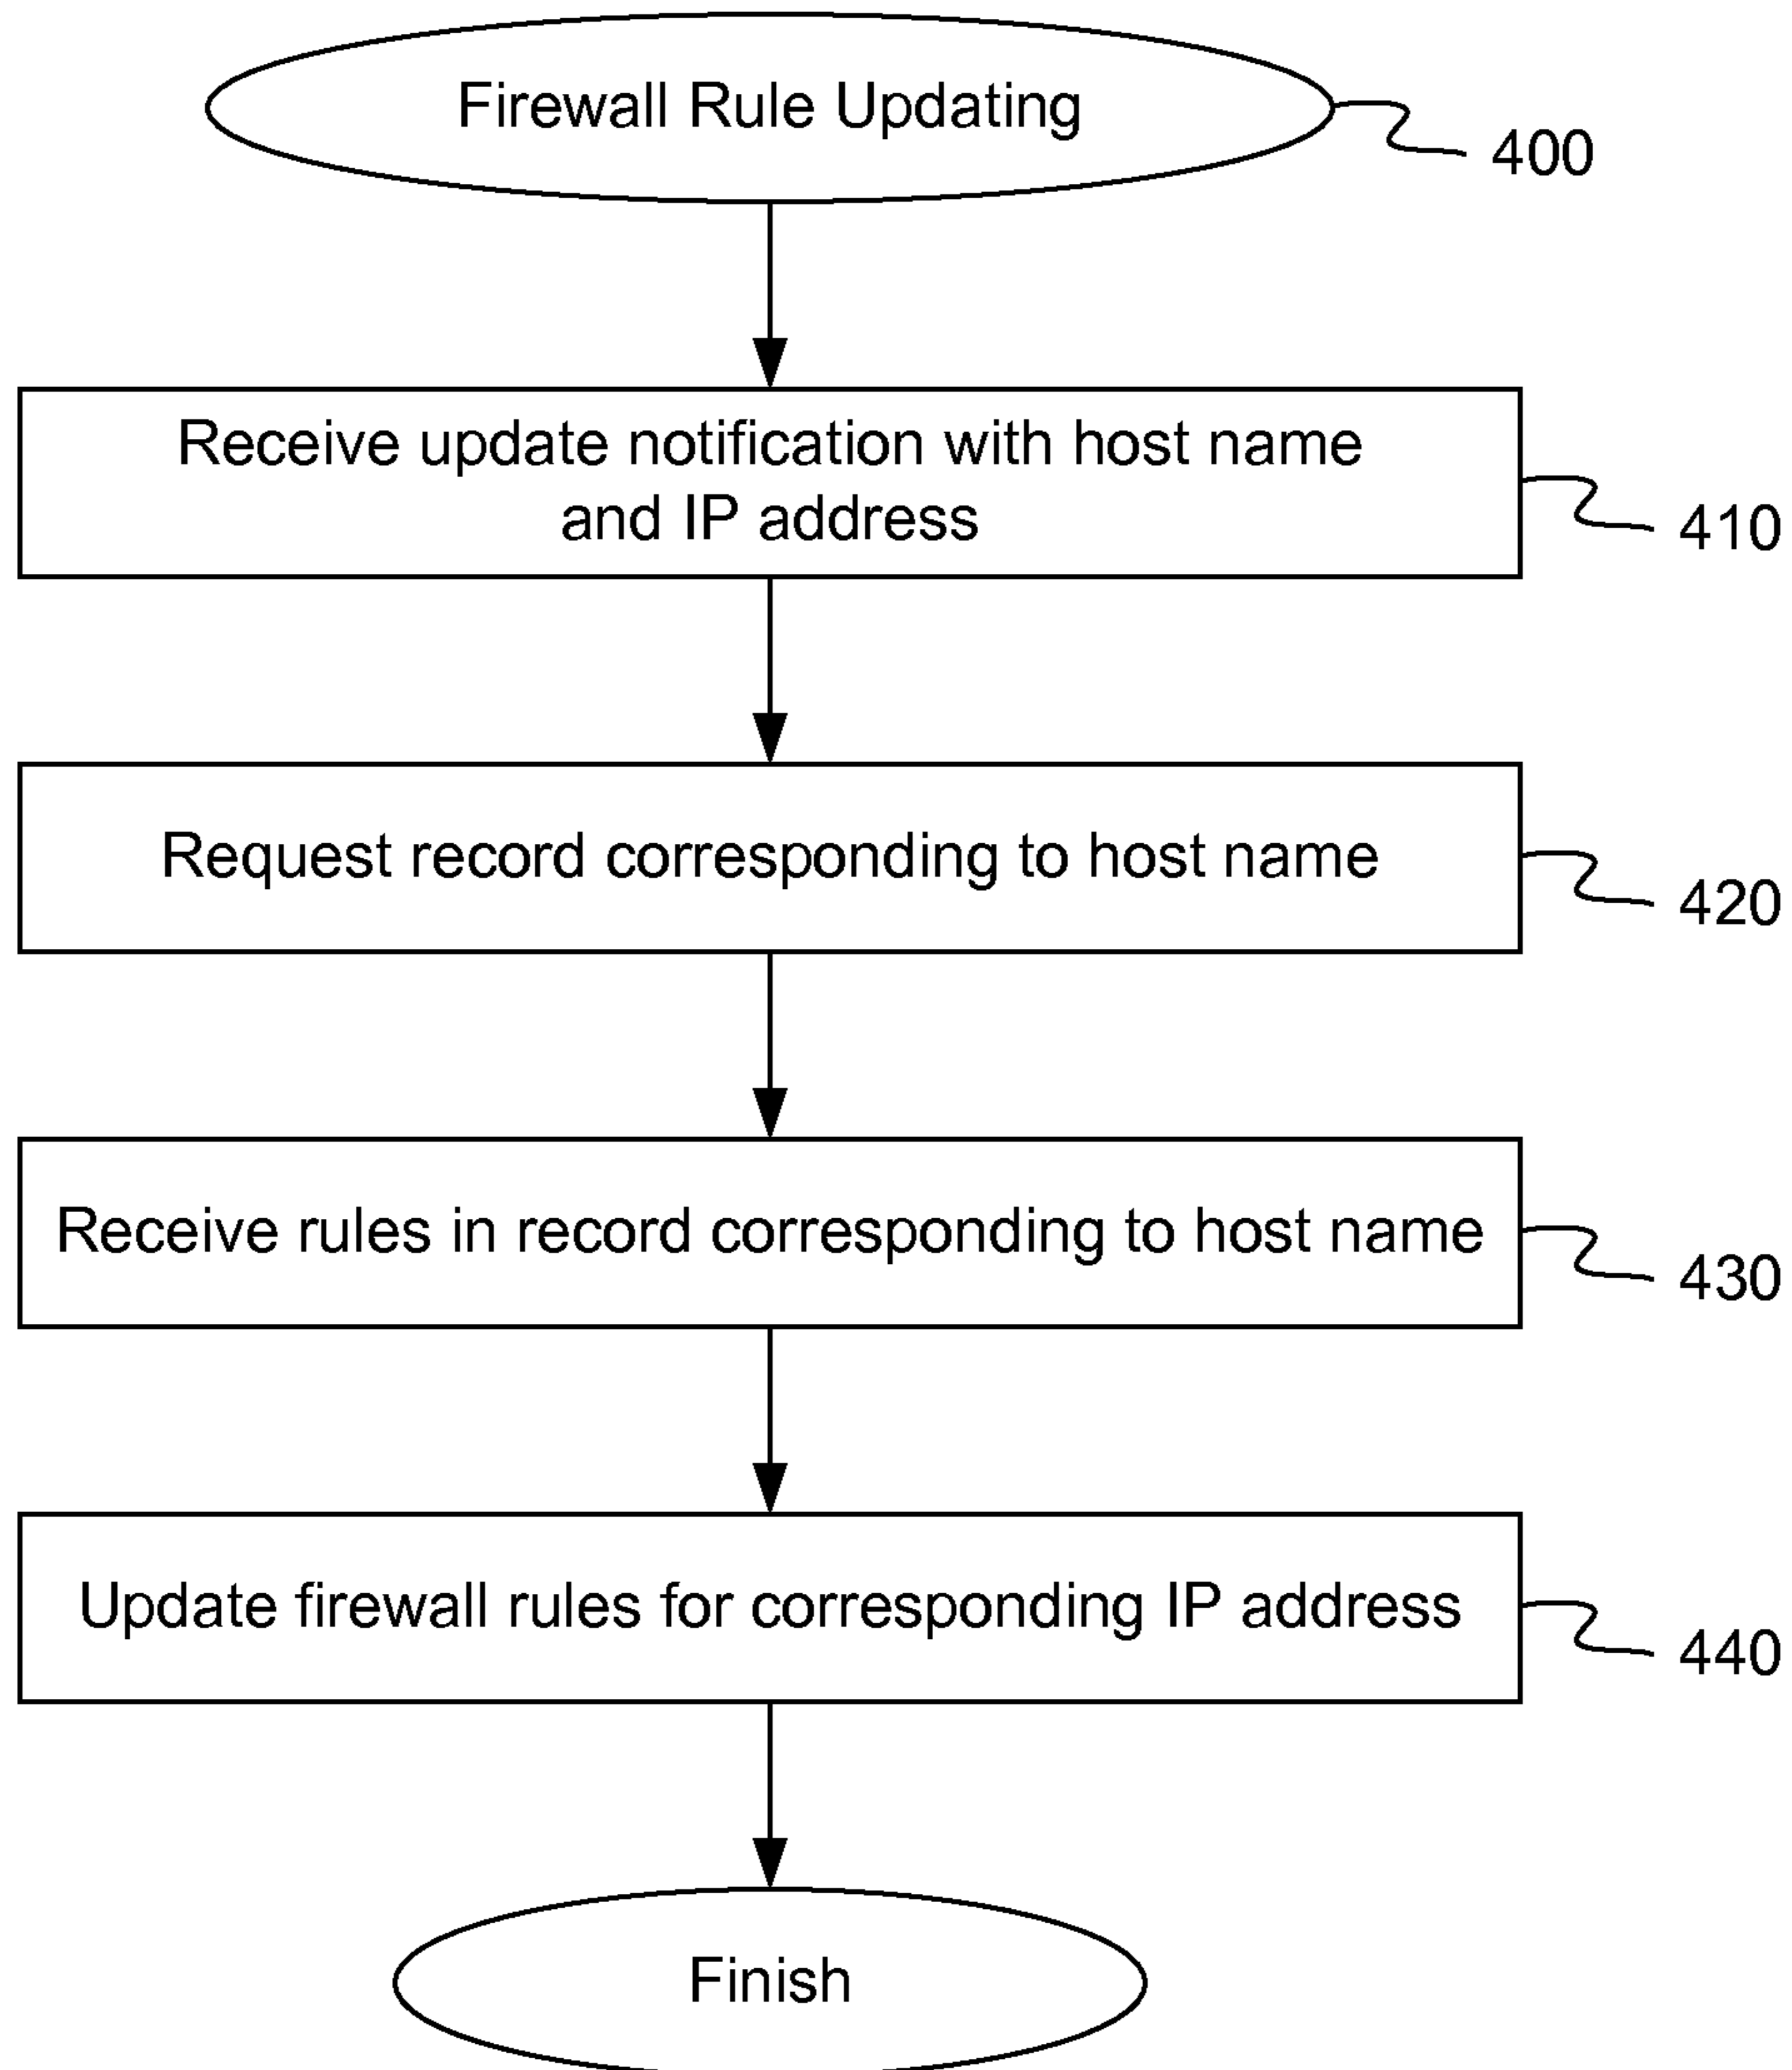 Firewall Rule Updating
400
Receive update notification with host name
and IP address
410
Request record corresponding to host name
420
Receive rules in record corresponding to host name
430
Update firewall rules for corresponding IP address
440
Finish